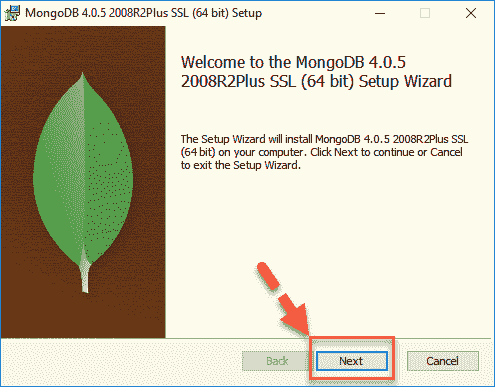 MongoDB 4.0.5 2008R2Plus SSL (64 bit) Setup
Welcome to the MongoDB 4.0.5
2008R2Plus SSL (64 bit) Setup Wizard
The Setup Wizard will install MongoDB 4.0.5 2008R2Plus SSL
(64 bit) on your computer. Click Next to continue or Cancel
to exit the Setup Wizard.
Back
Next
Cancel